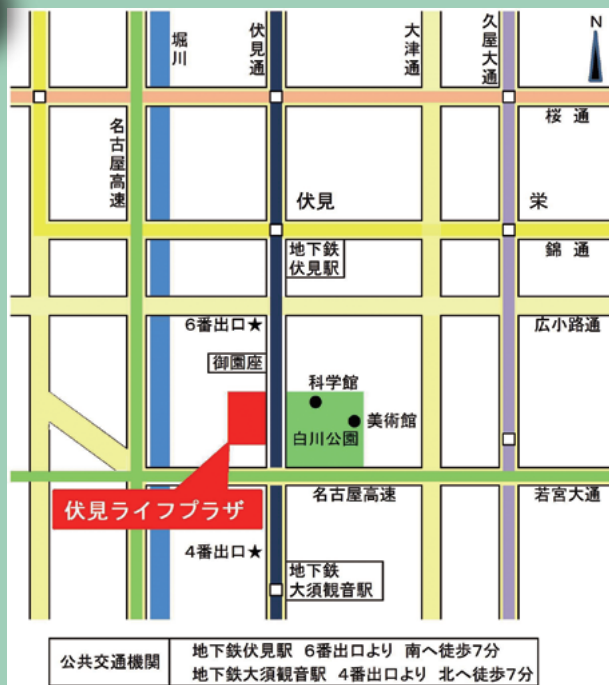 堀川
伏見通
大津通
久屋大通
N
桜通
名古屋高速
伏見
栄
地下鉄
伏見駅
錦通
6番出口★
広小路通
御園座
科学館
美術館
白川公園
伏見ライフプラザ
名古屋高速
若宮大通
4番出口★
地下鉄
大須観音駅
公共交通機関
地下鉄伏見駅 6番出口より 南へ徒歩7分
地下鉄大須観音駅 4番出口より 北へ徒歩7分